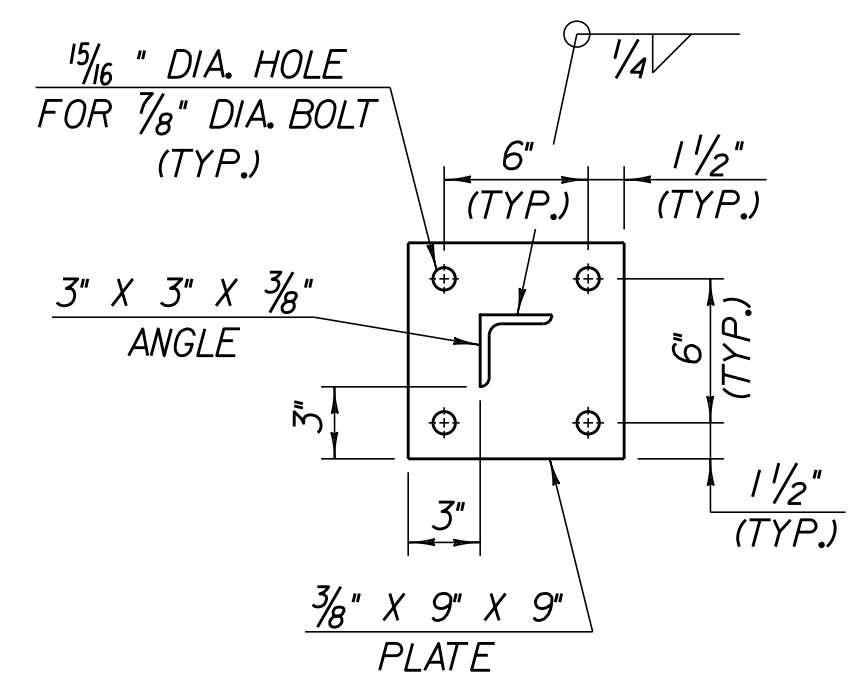 15/16 " DIA. HOLE
FOR 7/8" DIA. BOLT
(TYP.)
1/4
6"
(TYP.)
1 1/2"
(TYP.)
3" X 3" X 3/8"
ANGLE
6"
(TYP.)
3"
3"
1 1/2"
(TYP.)
3/8" X 9" X 9"
PLATE